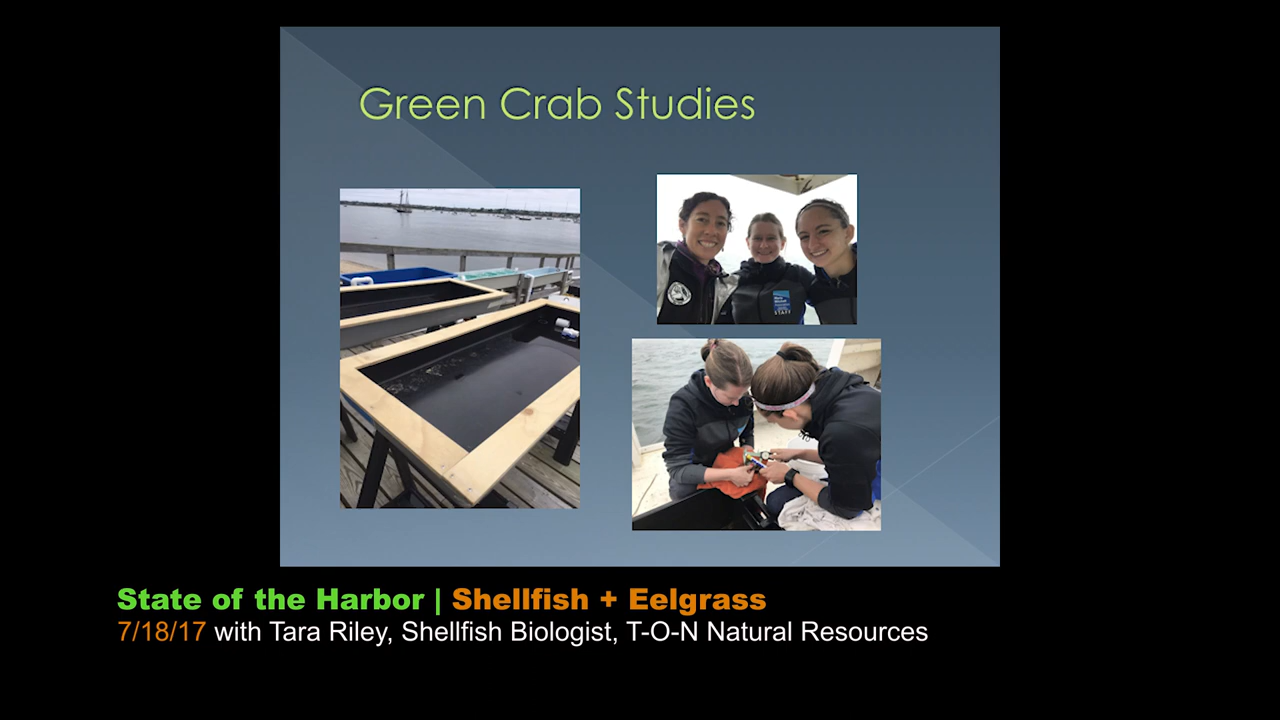 Green Crab Studies
STAFF
State of the Harbor | Shellfish + Eelgrass
7/18/17 with Tara Riley, Shellfish Biologist, T-O-N Natural Resources